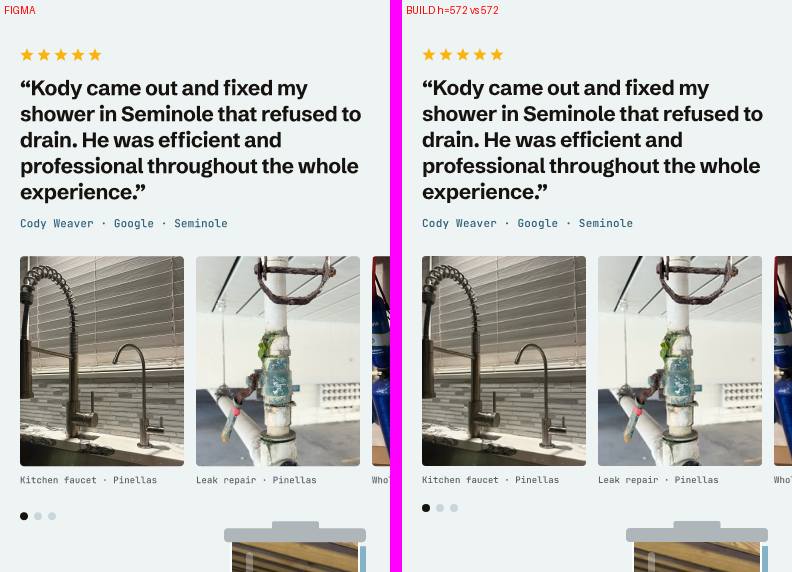 FIGMA
“Kody came out and fixed my
shower in Seminole that refused to
drain. He was efficient and
professional throughout the whole
experience.”
Cody Weaver · Google · Seminole
Kitchen faucet · Pinellas
Leak repair · Pinellas
Who
BUILD h=572 vs 572
“Kody came out and fixed my
shower in Seminole that refused to
drain. He was efficient and
professional throughout the whole
experience.”
Cody Weaver · Google · Seminole
Kitchen faucet · Pinellas
Leak repair · Pinellas
Who